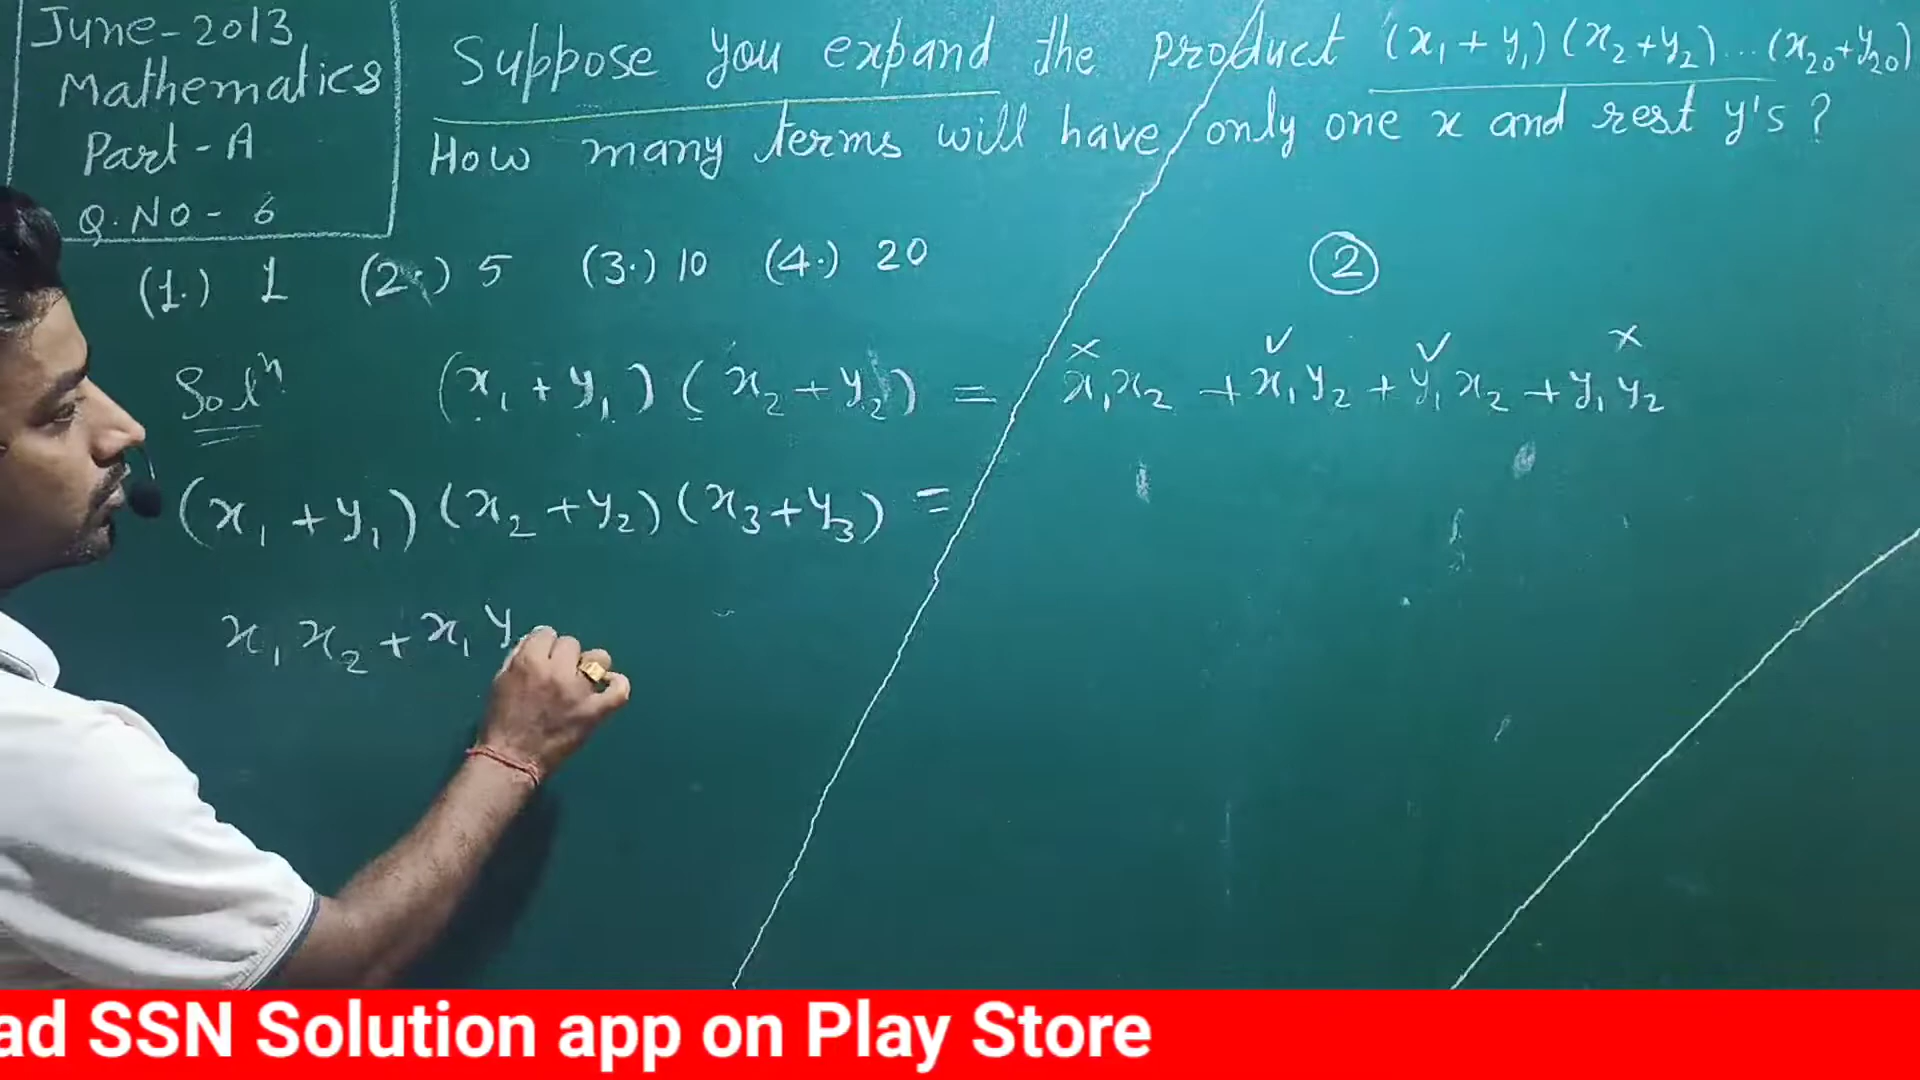 June-2013
Mathematics
Part-A
Q.NO- 6
Suppose you expand the product (x₁+y₁)(x₂+y₂)...(x₂₀+y₂₀)
How many terms will have only one x and rest y's?
(1.) 1 (2.) 5 (3.) 10 (4.) 20
2
Solⁿ (x₁+y₁)(x₂+y₂) = x₁x₂ + x₁y₂ + y₁x₂ + y₁y₂
(x₁+y₁)(x₂+y₂)(x₃+y₃) =
x₁x₂ + x₁y
ad SSN Solution app on Play Store